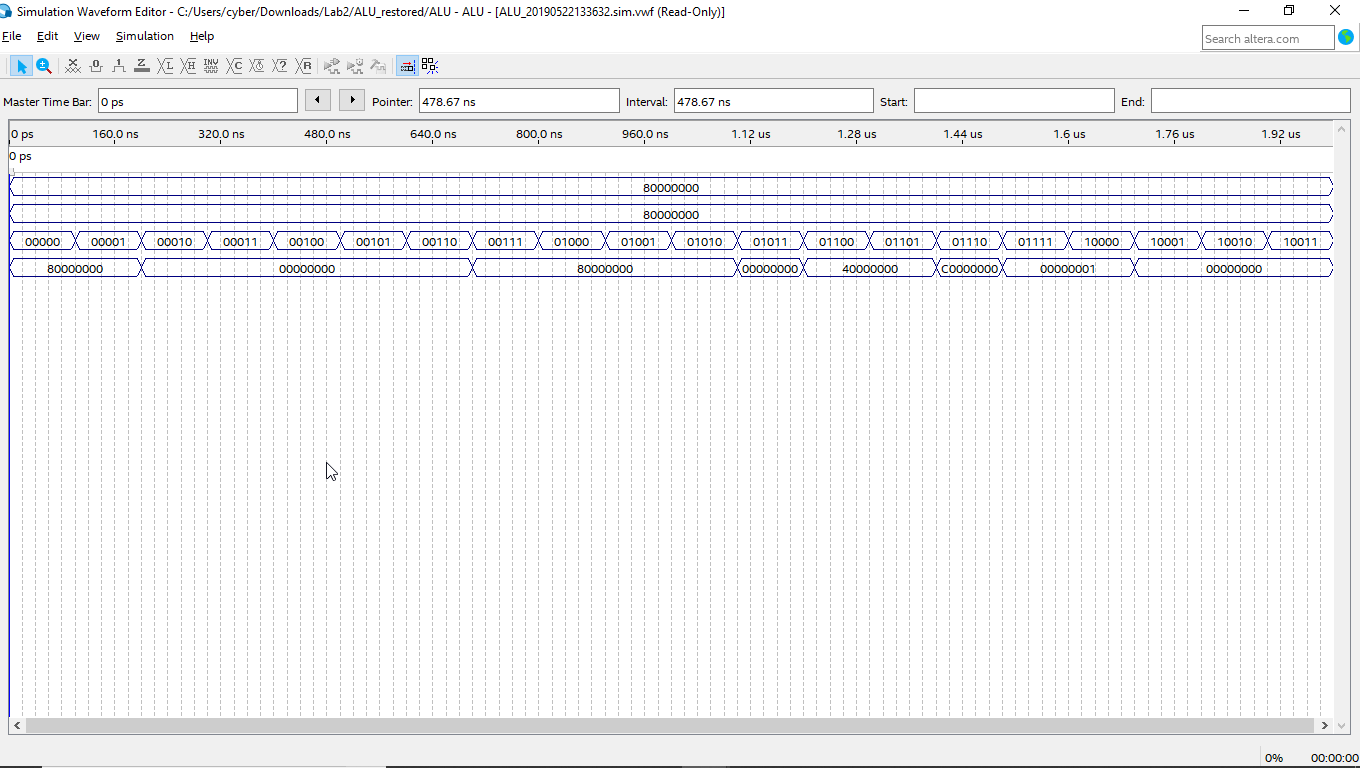 Simulation Waveform Editor - C:/Users/cyber/Downloads/Lab2/ALU_restored/ALU - ALU - [ALU_20190522133632.sim.vwf (Read-Only)]
File Edit View Simulation Help
Search altera.com
Master Time Bar: 0 ps Pointer: 478.67 ns Interval: 478.67 ns Start: End:
0 ps 160.0 ns 320.0 ns 480.0 ns 640.0 ns 800.0 ns 960.0 ns 1.12 us 1.28 us 1.44 us 1.6 us 1.76 us 1.92 us
0 ps
80000000
80000000
00000 00001 00010 00011 00100 00101 00110 00111 01000 01001 01010 01011 01100 01101 01110 01111 10000 10001 10010 10011
80000000 00000000 80000000 00000000 40000000 C0000000 00000001 00000000
0% 00:00:00